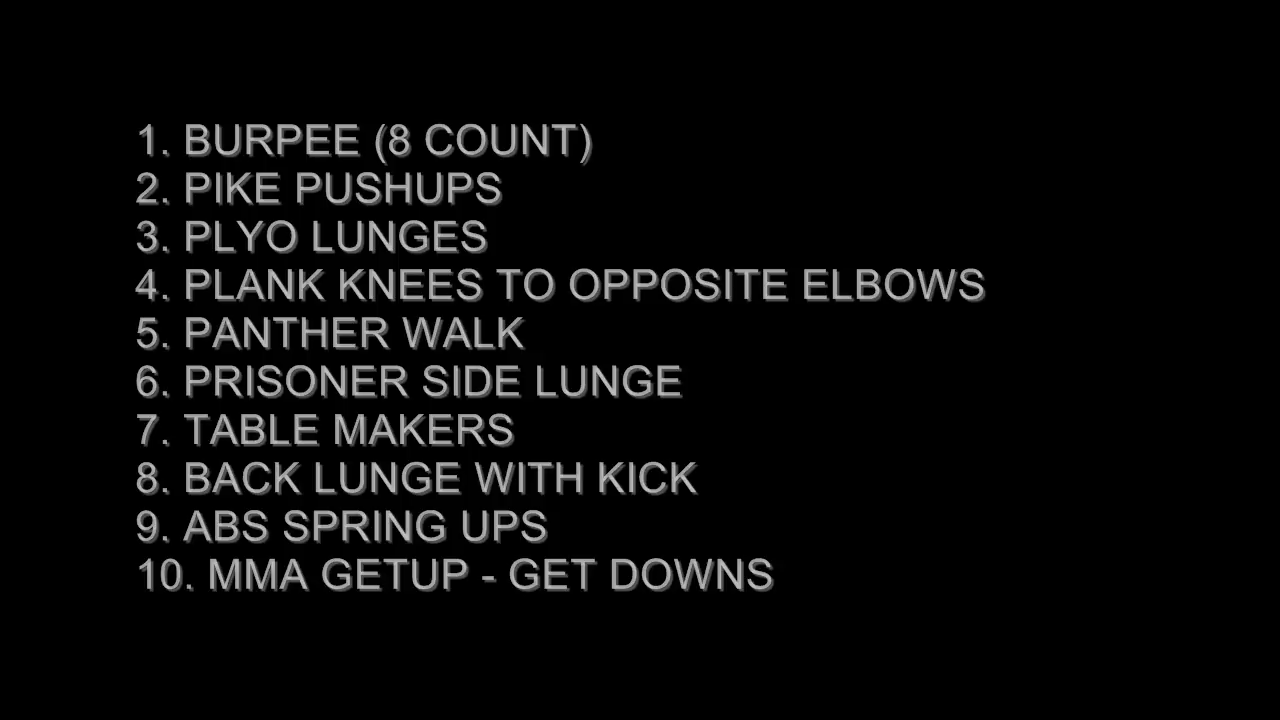 1. BURPEE (8 COUNT)
2. PIKE PUSHUPS
3. PLYO LUNGES
4. PLANK KNEES TO OPPOSITE ELBOWS
5. PANTHER WALK
6. PRISONER SIDE LUNGE
7. TABLE MAKERS
8. BACK LUNGE WITH KICK
9. ABS SPRING UPS
10. MMA GETUP - GET DOWNS